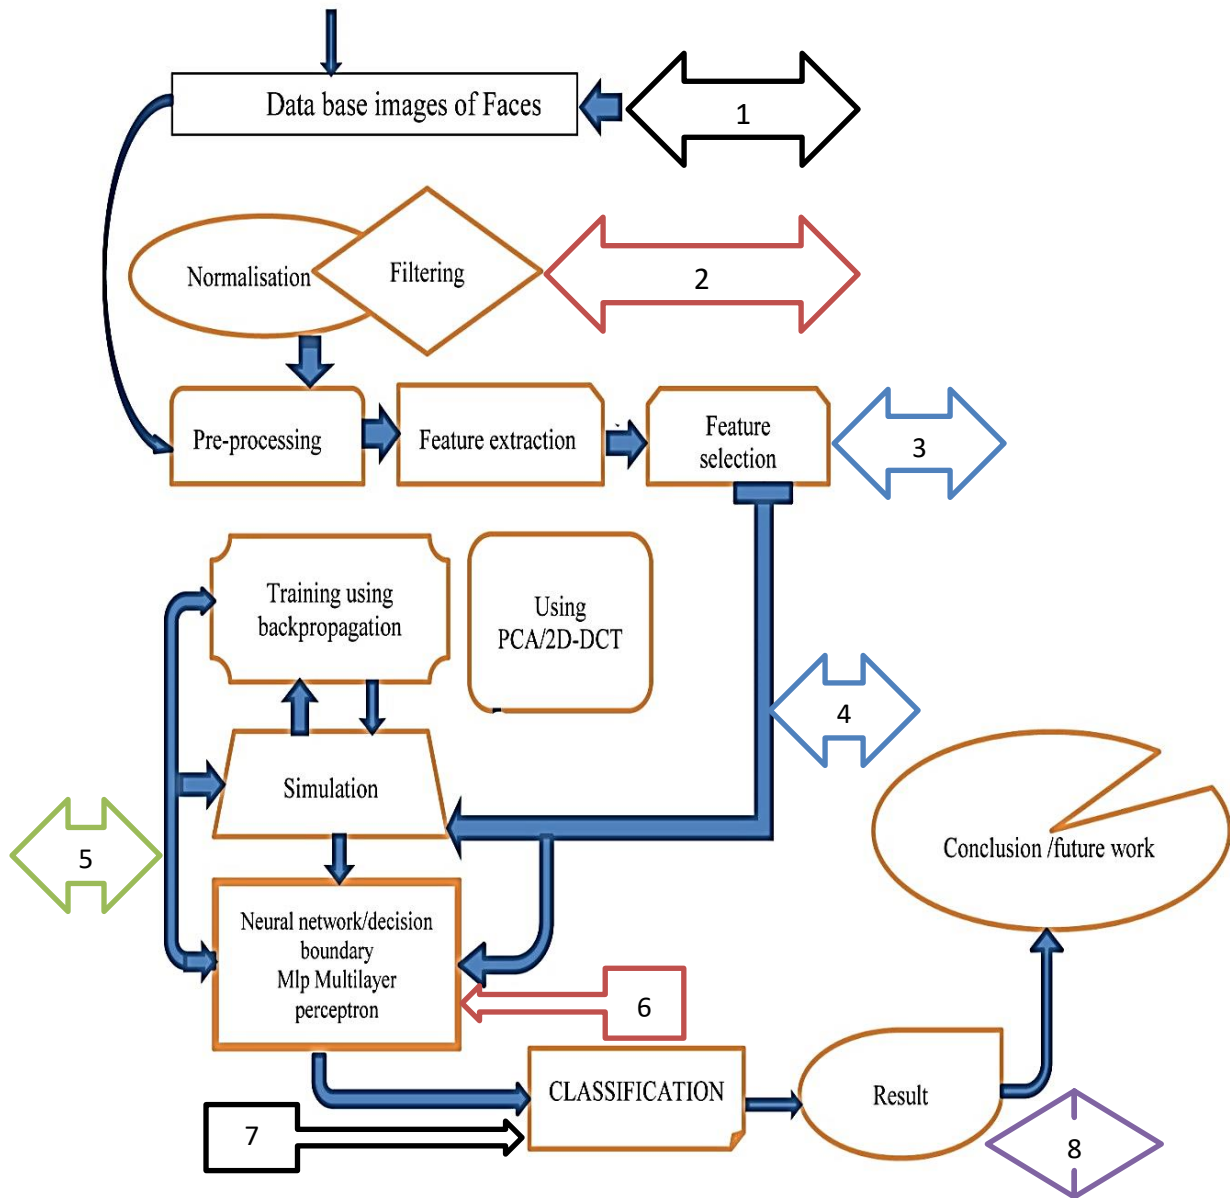 Data base images of Faces
1
Normalisation
Filtering
2
Pre-processing
Feature extraction
Feature
selection
3
Training using
backpropagation
Using
PCA/2D-DCT
4
Simulation
5
Conclusion /future work
Neural network/decision
boundary
Mlp Multilayer
perceptron
6
CLASSIFICATION
Result
7
8